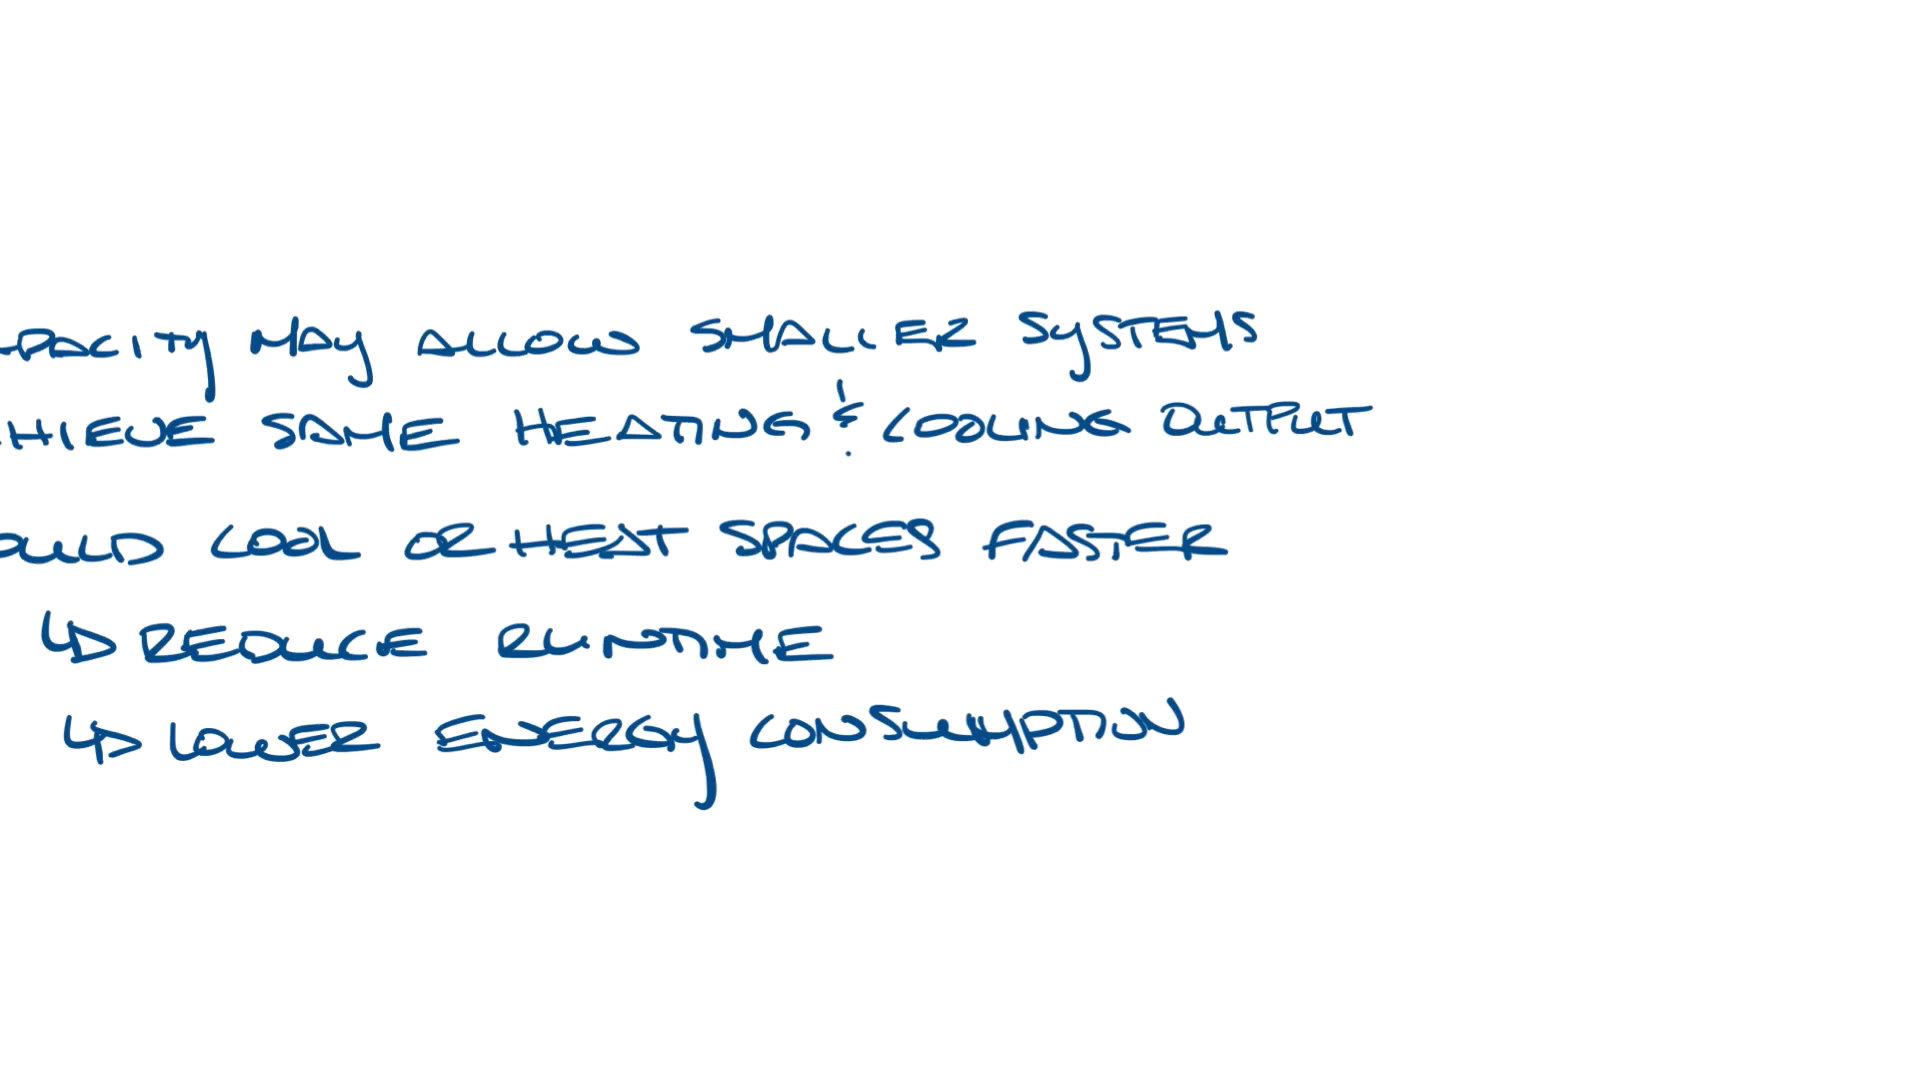 APACITY MAY ALLOW SMALLER SYSTEMS
HIEVE SAME HEATING & COOLING OUTPUT
OULD COOL OR HEAT SPACES FASTER
↳ REDUCE RUNTIME
↳ LOWER ENERGY CONSUMPTION